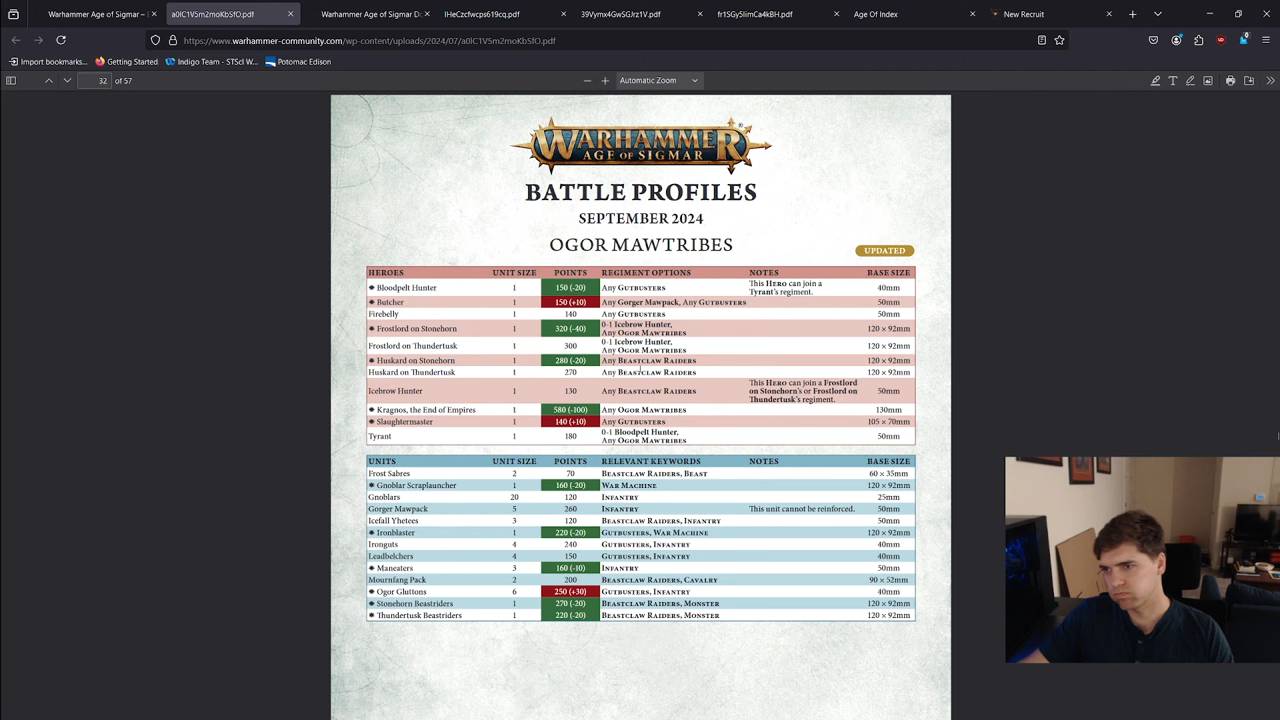 Warhammer Age of Sigmar –
a0lC1V5m2moKbSfO.pdf
Warhammer Age of Sigmar Do
IHeCzcfwcps619cq.pdf
39Vymx4GwSGJrz1V.pdf
fr1SGySlimCa4kBH.pdf
Age Of Index
New Recruit
https://www.warhammer-community.com/wp-content/uploads/2024/07/a0lC1V5m2moKbSfO.pdf
Import bookmarks...
Getting Started
Indigo Team - STScI W...
Potomac Edison
32 of 57
Automatic Zoom
WARHAMMER
AGE OF SIGMAR
BATTLE PROFILES
SEPTEMBER 2024
OGOR MAWTRIBES
UPDATED
HEROES UNIT SIZE POINTS REGIMENT OPTIONS NOTES BASE SIZE
Bloodpelt Hunter 1 150 (-20) Any GUTBUSTERS This HERO can join a Tyrant's regiment. 40mm
Butcher 1 150 (+10) Any Gorger Mawpack, Any GUTBUSTERS 50mm
Firebelly 1 140 Any GUTBUSTERS 50mm
Frostlord on Stonehorn 1 320 (-40) 0-1 Icebrow Hunter, Any OGOR MAWTRIBES 120 × 92mm
Frostlord on Thundertusk 1 300 0-1 Icebrow Hunter, Any OGOR MAWTRIBES 120 × 92mm
Huskard on Stonehorn 1 280 (-20) Any BEASTCLAW RAIDERS 120 × 92mm
Huskard on Thundertusk 1 270 Any BEASTCLAW RAIDERS 120 × 92mm
Icebrow Hunter 1 130 Any BEASTCLAW RAIDERS This HERO can join a Frostlord on Stonehorn's or Frostlord on Thundertusk's regiment. 50mm
Kragnos, the End of Empires 1 580 (-100) Any OGOR MAWTRIBES 130mm
Slaughtermaster 1 140 (+10) Any GUTBUSTERS 105 × 70mm
Tyrant 1 180 0-1 Bloodpelt Hunter, Any OGOR MAWTRIBES 50mm
UNITS UNIT SIZE POINTS RELEVANT KEYWORDS NOTES BASE SIZE
Frost Sabres 2 70 BEASTCLAW RAIDERS, BEAST 60 × 35mm
Gnoblar Scraplauncher 1 160 (-20) WAR MACHINE 120 × 92mm
Gnoblars 20 120 INFANTRY 25mm
Gorger Mawpack 5 260 INFANTRY This unit cannot be reinforced. 50mm
Icefall Yhetees 3 120 BEASTCLAW RAIDERS, INFANTRY 50mm
Ironblaster 1 220 (-20) GUTBUSTERS, WAR MACHINE 120 × 92mm
Ironguts 4 240 GUTBUSTERS, INFANTRY 40mm
Leadbelchers 4 150 GUTBUSTERS, INFANTRY 40mm
Maneaters 3 160 (-10) INFANTRY 50mm
Mournfang Pack 2 200 BEASTCLAW RAIDERS, CAVALRY 90 × 52mm
Ogor Gluttons 6 250 (+30) GUTBUSTERS, INFANTRY 40mm
Stonehorn Beastriders 1 270 (-20) BEASTCLAW RAIDERS, MONSTER 120 × 92mm
Thundertusk Beastriders 1 220 (-20) BEASTCLAW RAIDERS, MONSTER 120 × 92mm